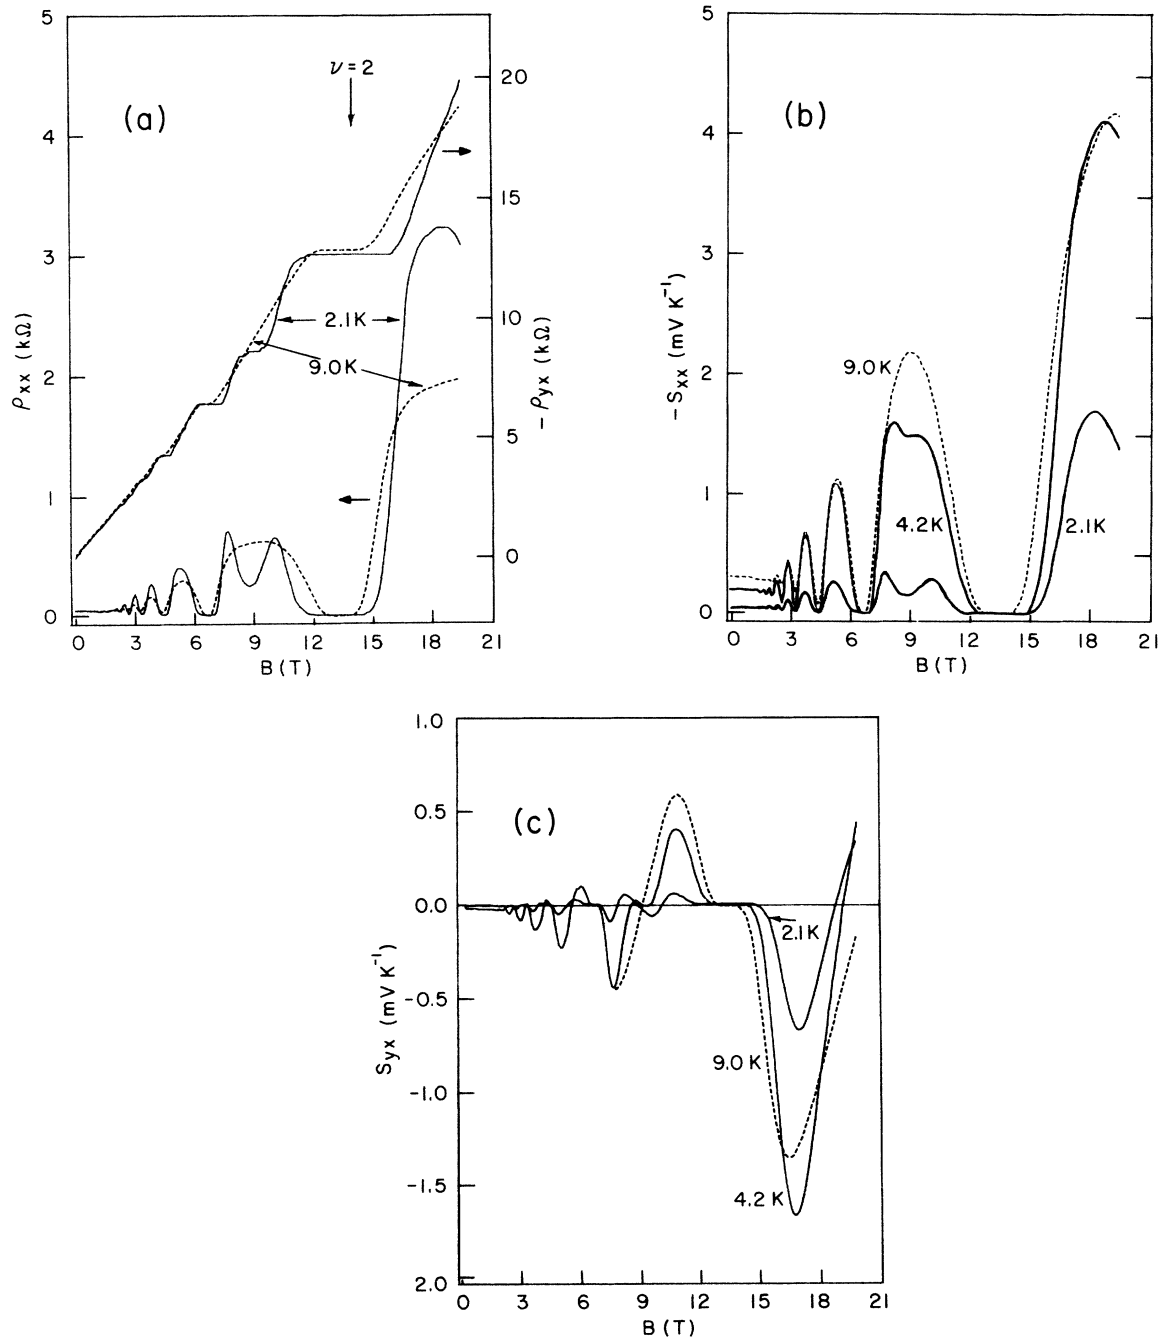 (a)
ν=2
5
4
3
2
1
0
20
15
10
5
0
2.1K
9.0K
ρxx (kΩ)
-ρyx (kΩ)
0 3 6 9 12 15 18 21
B(T)
(b)
5
4
3
2
1
0
-Sxx (mV K⁻¹)
9.0K
4.2K
2.1K
0 3 6 9 12 15 18 21
B(T)
(c)
1.0
0.5
0.0
-0.5
-1.0
-1.5
2.0
Syx (mV K⁻¹)
2.1K
9.0K
4.2K
0 3 6 9 12 15 18 21
B(T)